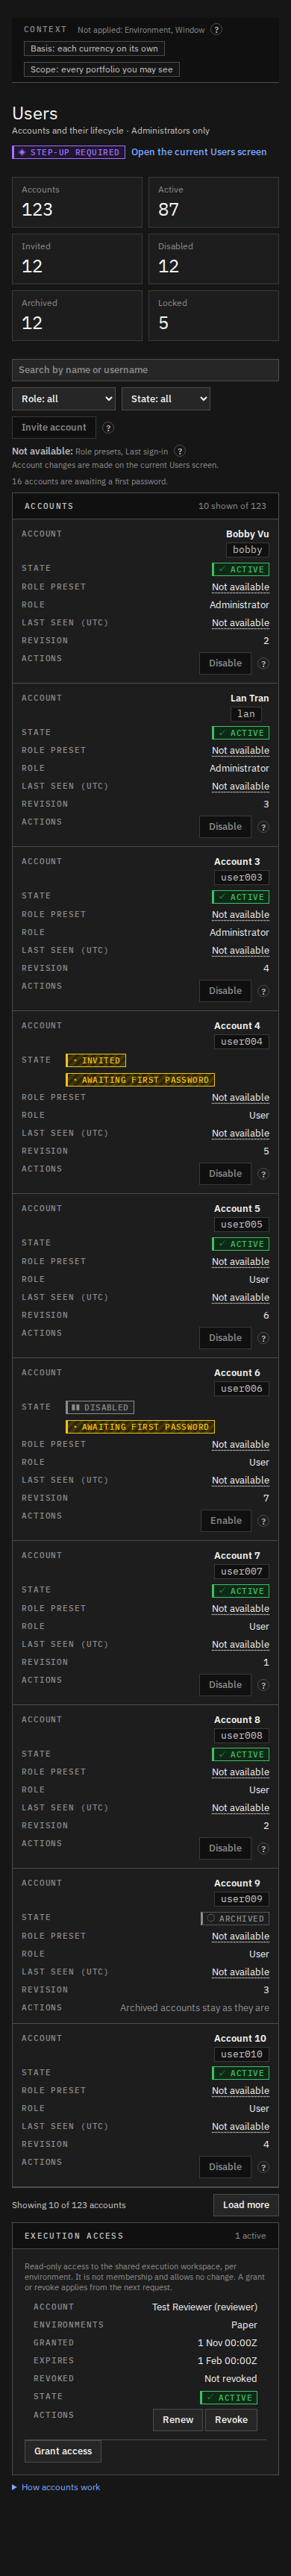 CONTEXT Not applied: Environment, Window ?
Basis: each currency on its own
Scope: every portfolio you may see
Users
Accounts and their lifecycle · Administrators only
STEP-UP REQUIRED Open the current Users screen
Accounts Active
123 87
Invited Disabled
12 12
Archived Locked
12 5
Search by name or username
Role: all State: all
Invite account ?
Not available: Role presets, Last sign-in ?
Account changes are made on the current Users screen.
16 accounts are awaiting a first password.
ACCOUNTS 10 shown of 123
ACCOUNT Bobby Vu
bobby
STATE ✓ ACTIVE
ROLE PRESET Not available
ROLE Administrator
LAST SEEN (UTC) Not available
REVISION 2
ACTIONS Disable ?
ACCOUNT Lan Tran
lan
STATE ✓ ACTIVE
ROLE PRESET Not available
ROLE Administrator
LAST SEEN (UTC) Not available
REVISION 3
ACTIONS Disable ?
ACCOUNT Account 3
user003
STATE ✓ ACTIVE
ROLE PRESET Not available
ROLE Administrator
LAST SEEN (UTC) Not available
REVISION 4
ACTIONS Disable ?
ACCOUNT Account 4
user004
STATE INVITED
AWAITING FIRST PASSWORD
ROLE PRESET Not available
ROLE User
LAST SEEN (UTC) Not available
REVISION 5
ACTIONS Disable ?
ACCOUNT Account 5
user005
STATE ✓ ACTIVE
ROLE PRESET Not available
ROLE User
LAST SEEN (UTC) Not available
REVISION 6
ACTIONS Disable ?
ACCOUNT Account 6
user006
STATE DISABLED
AWAITING FIRST PASSWORD
ROLE PRESET Not available
ROLE User
LAST SEEN (UTC) Not available
REVISION 7
ACTIONS Enable ?
ACCOUNT Account 7
user007
STATE ✓ ACTIVE
ROLE PRESET Not available
ROLE User
LAST SEEN (UTC) Not available
REVISION 1
ACTIONS Disable ?
ACCOUNT Account 8
user008
STATE ✓ ACTIVE
ROLE PRESET Not available
ROLE User
LAST SEEN (UTC) Not available
REVISION 2
ACTIONS Disable ?
ACCOUNT Account 9
user009
STATE ARCHIVED
ROLE PRESET Not available
ROLE User
LAST SEEN (UTC) Not available
REVISION 3
ACTIONS Archived accounts stay as they are
ACCOUNT Account 10
user010
STATE ✓ ACTIVE
ROLE PRESET Not available
ROLE User
LAST SEEN (UTC) Not available
REVISION 4
ACTIONS Disable ?
Showing 10 of 123 accounts Load more
EXECUTION ACCESS 1 active
Read-only access to the shared execution workspace, per
environment. It is not membership and allows no change. A grant
or revoke applies from the next request.
ACCOUNT Test Reviewer (reviewer)
ENVIRONMENTS Paper
GRANTED 1 Nov 00:00Z
EXPIRES 1 Feb 00:00Z
REVOKED Not revoked
STATE ✓ ACTIVE
ACTIONS Renew Revoke
Grant access
How accounts work